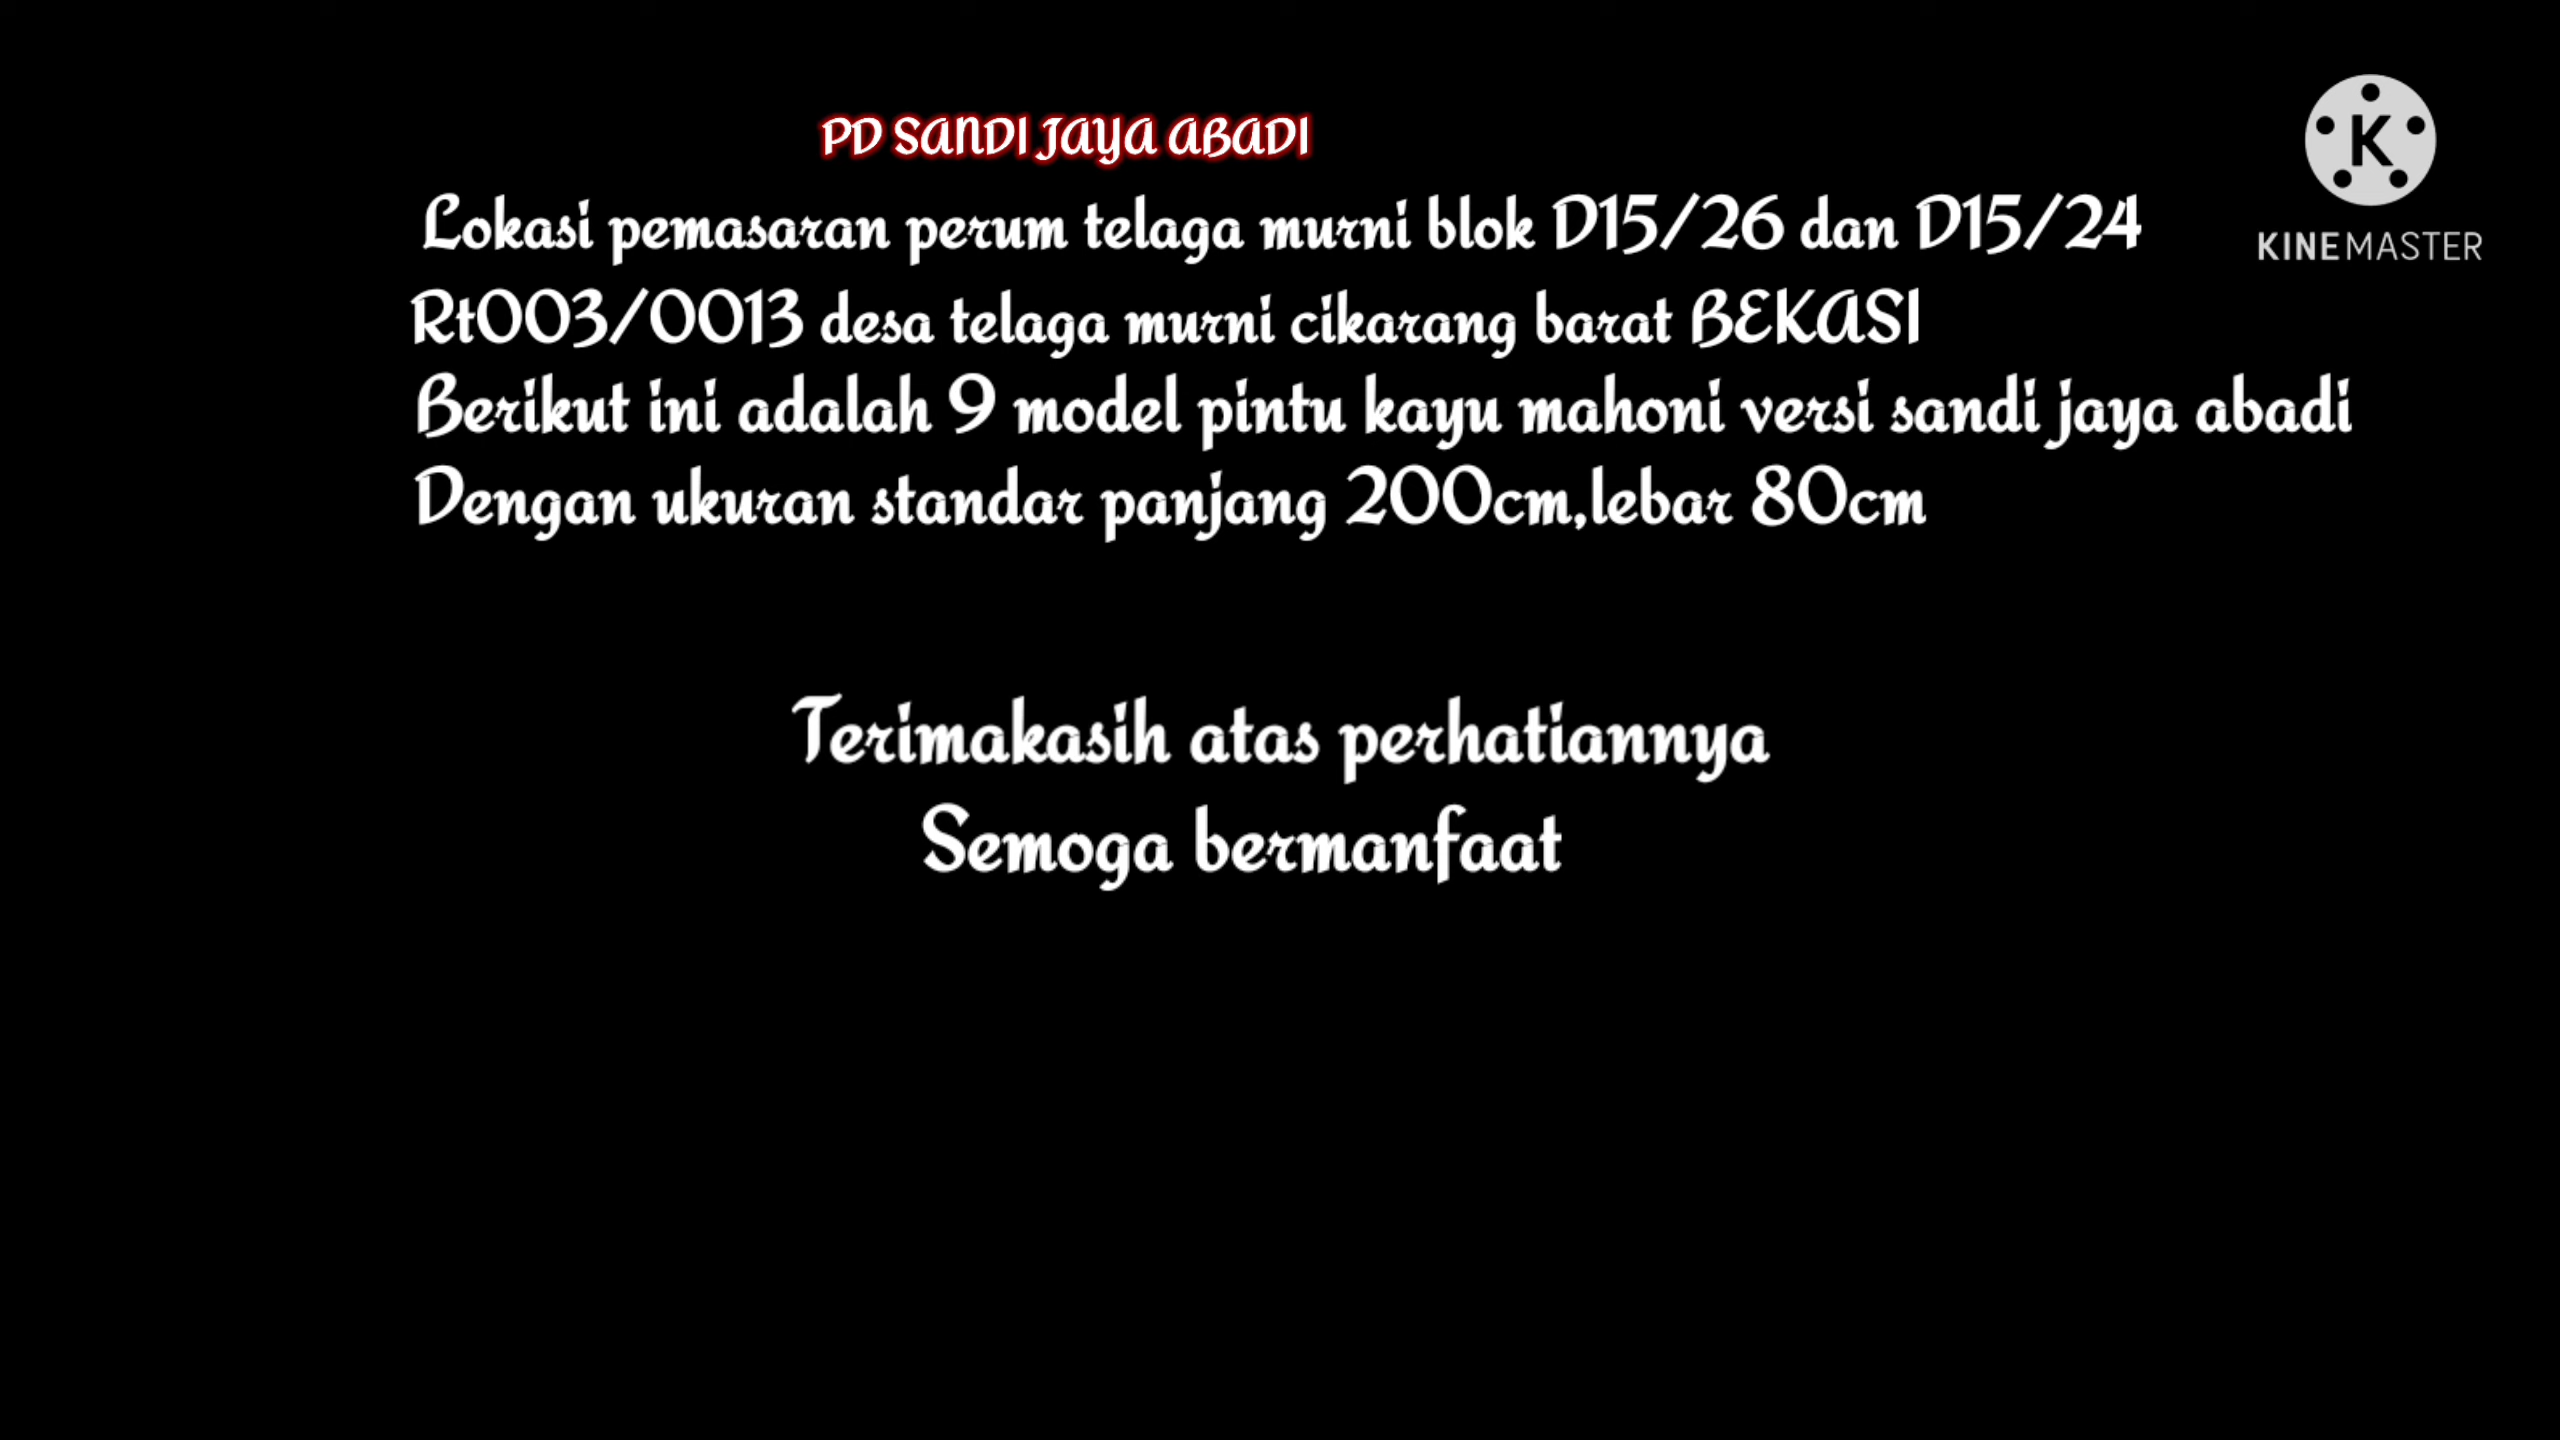 PD SANDI JAYA ABADI
Lokasi pemasaran perum telaga murni blok D15/26 dan D15/24
Rt003/0013 desa telaga murni cikarang barat BEKASI
Berikut ini adalah 9 model pintu kayu mahoni versi sandi jaya abadi
Dengan ukuran standar panjang 200cm,lebar 80cm
Terimakasih atas perhatiannya
Semoga bermanfaat
K
KINEMASTER